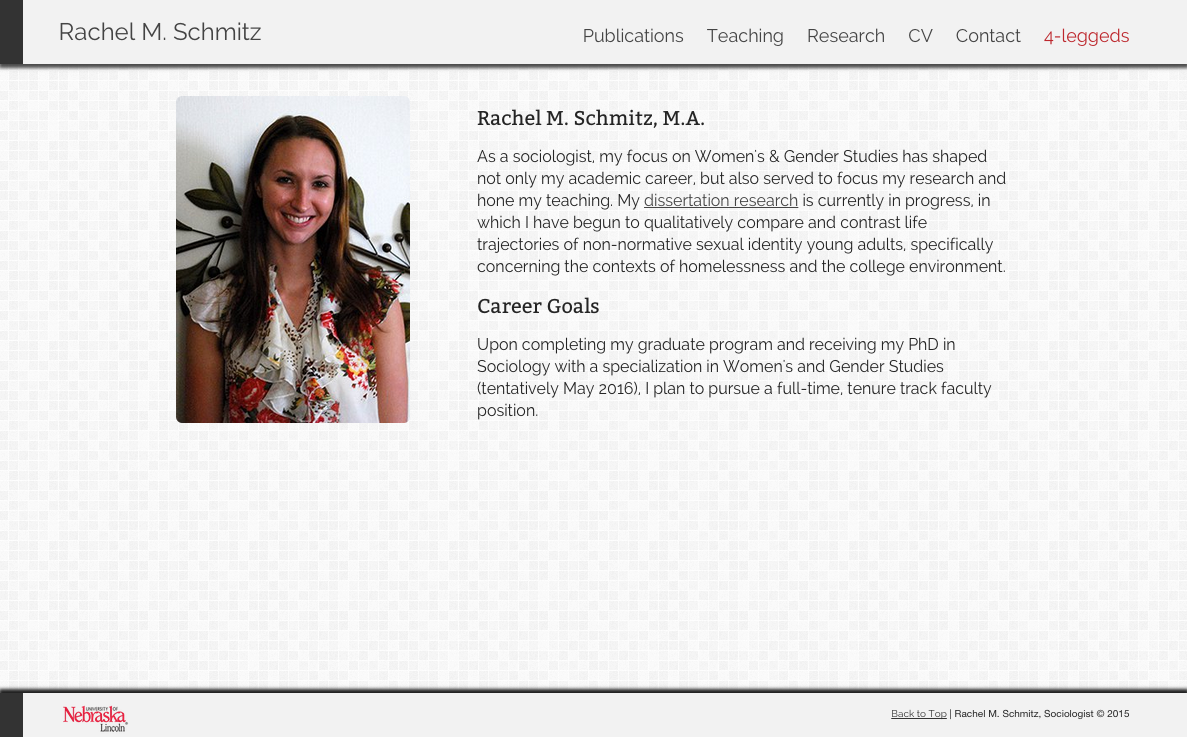 Rachel M. Schmitz
Publications Teaching Research CV Contact 4-leggeds
Rachel M. Schmitz, M.A.
As a sociologist, my focus on Women's & Gender Studies has shaped
not only my academic career, but also served to focus my research and
hone my teaching. My dissertation research is currently in progress, in
which I have begun to qualitatively compare and contrast life
trajectories of non-normative sexual identity young adults, specifically
concerning the contexts of homelessness and the college environment.
Career Goals
Upon completing my graduate program and receiving my PhD in
Sociology with a specialization in Women's and Gender Studies
(tentatively May 2016), I plan to pursue a full-time, tenure track faculty
position.
UNIVERSITY OF
Nebraska
Lincoln
Back to Top | Rachel M. Schmitz, Sociologist © 2015